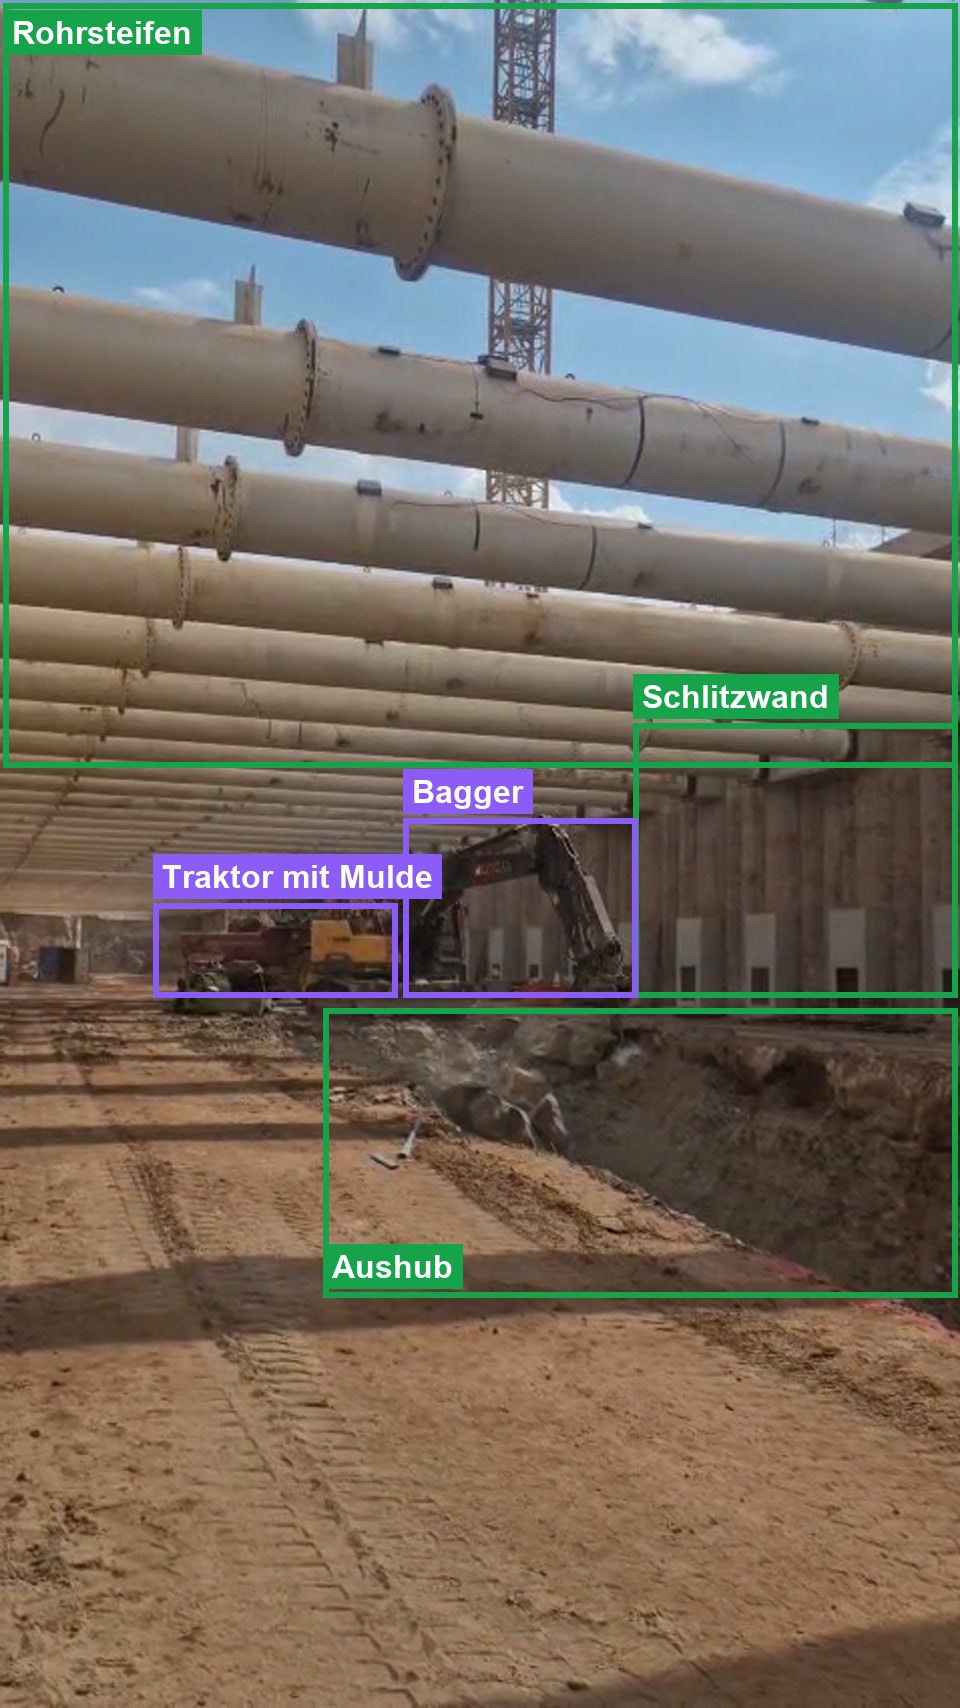 Rohrsteifen
Schlitzwand
Bagger
Traktor mit Mulde
Aushub